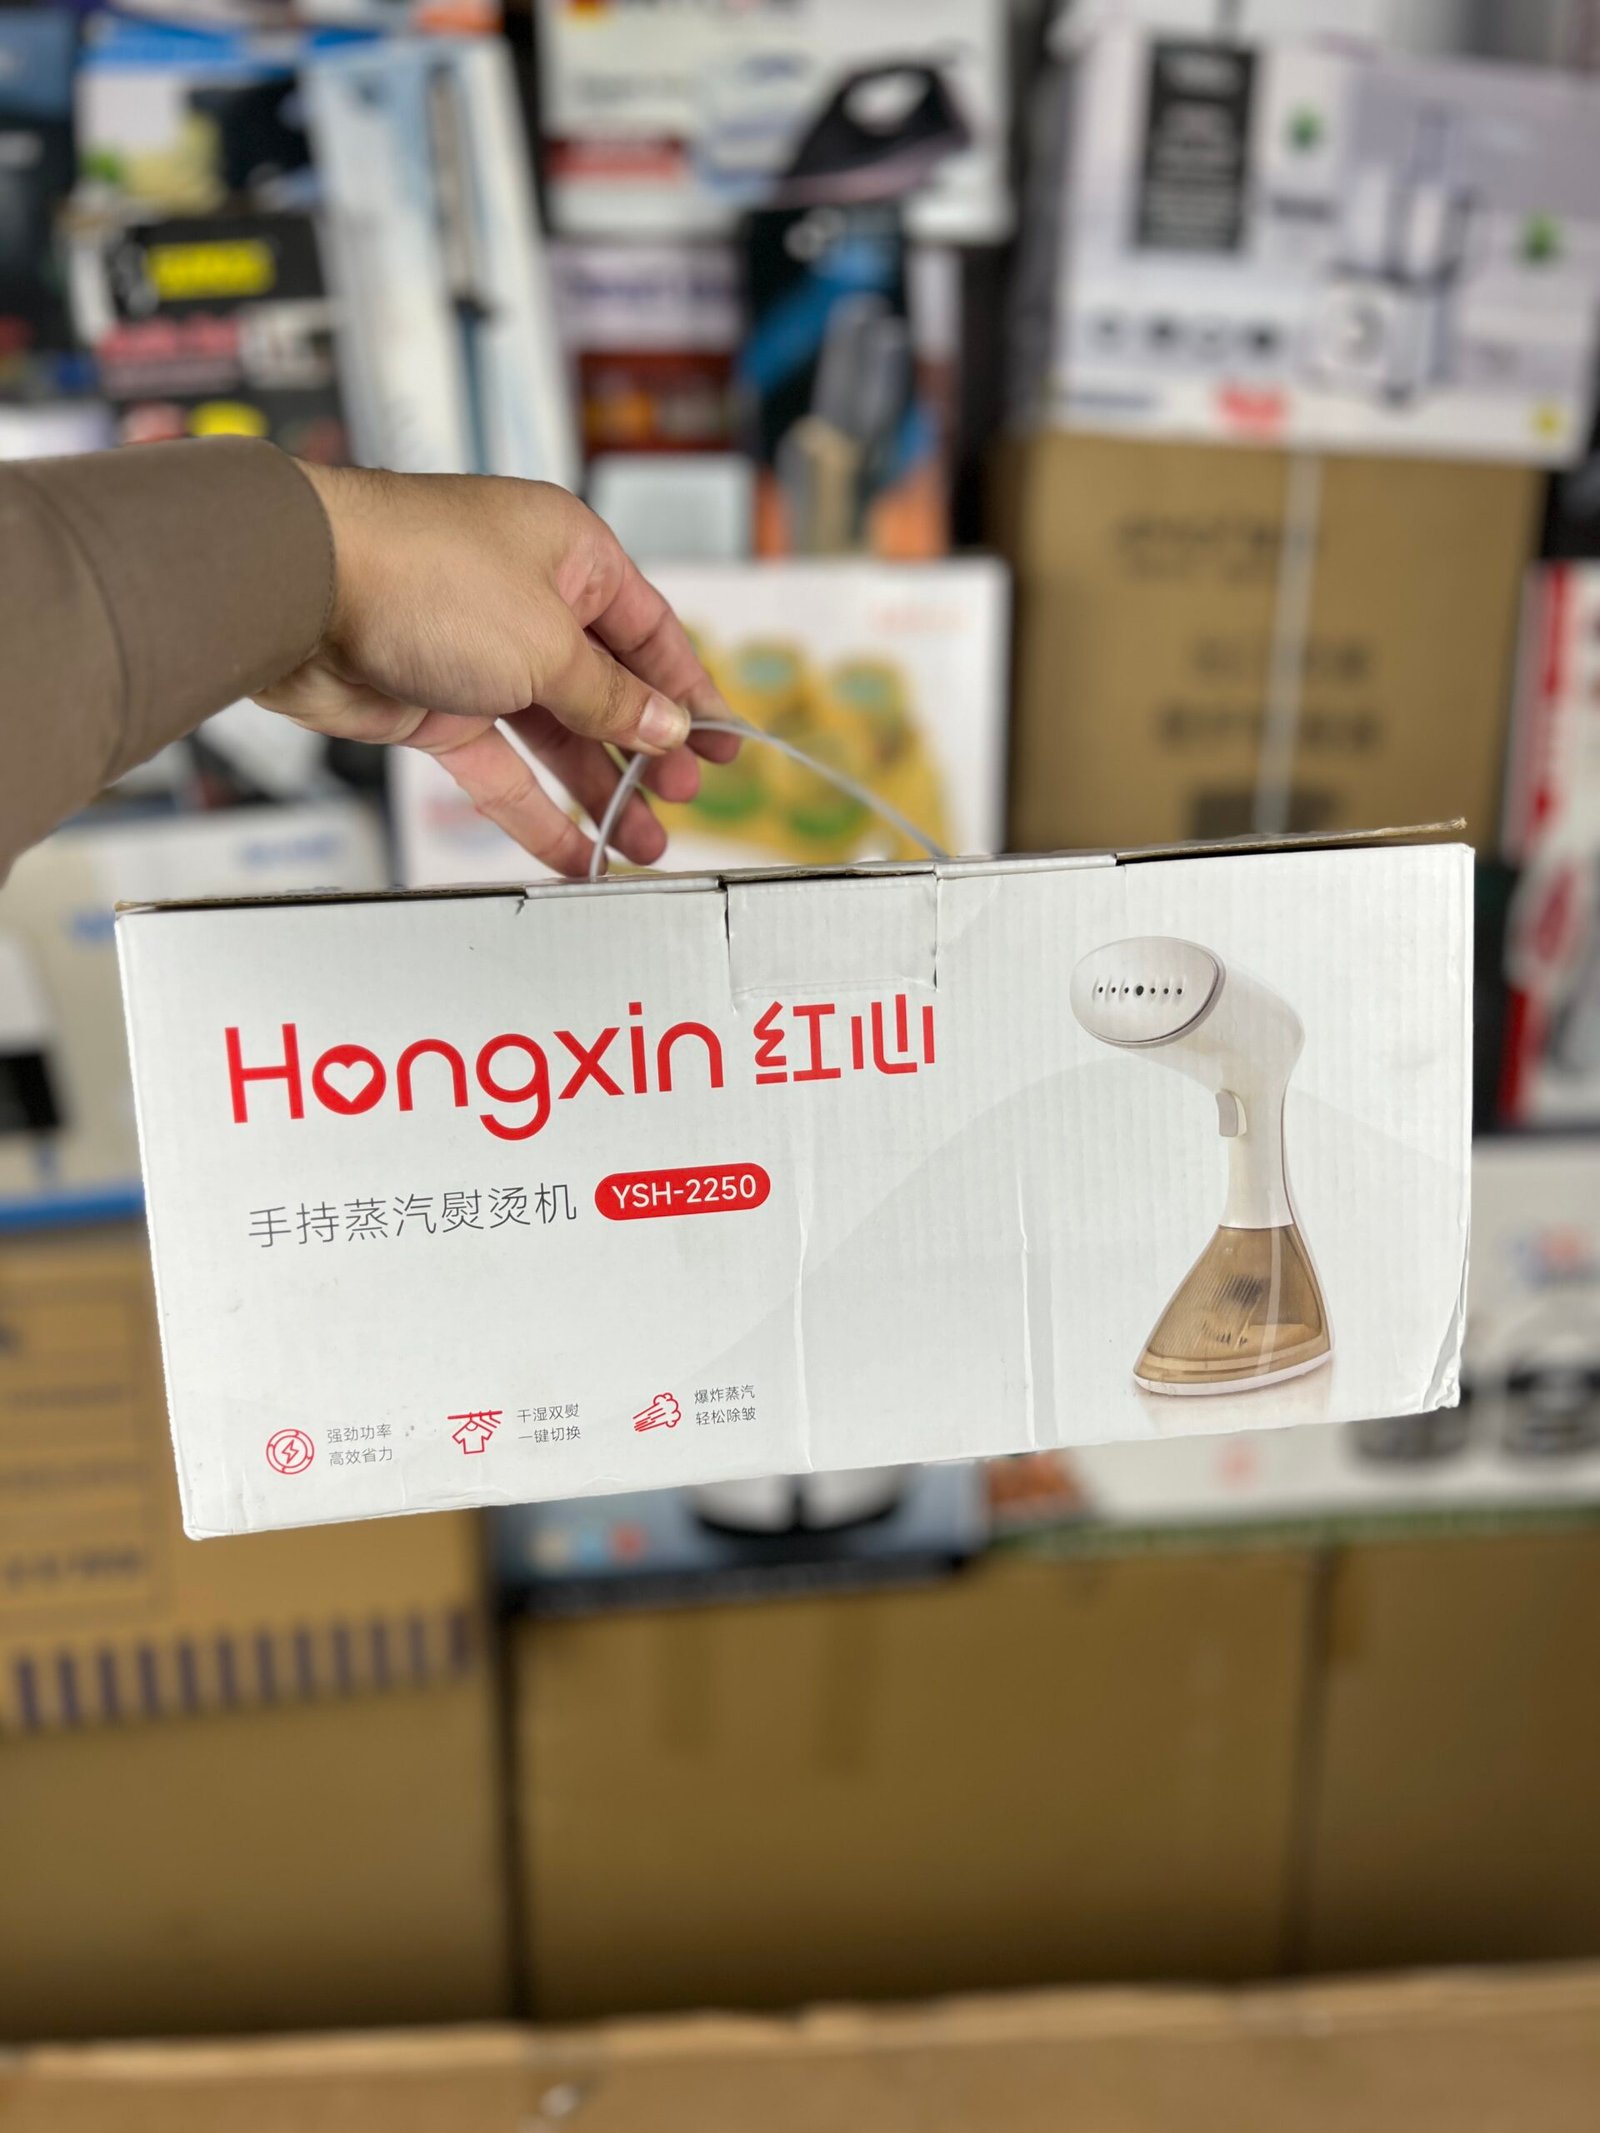 Hongxin 红心
手持蒸汽熨烫机 YSH-2250
强劲功率
高效省力
干湿双熨
一键切换
爆炸蒸汽
轻松除皱